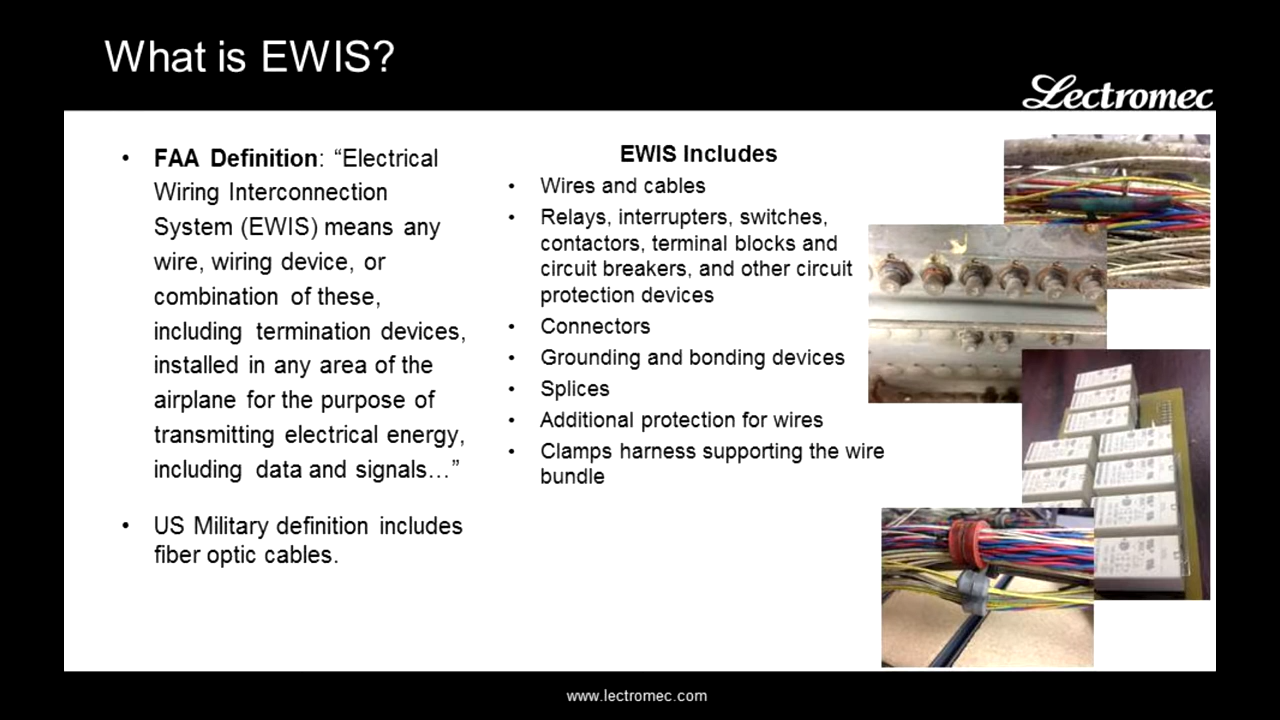 What is EWIS?
Lectromec
• FAA Definition: “Electrical
Wiring Interconnection
System (EWIS) means any
wire, wiring device, or
combination of these,
including termination devices,
installed in any area of the
airplane for the purpose of
transmitting electrical energy,
including data and signals…”
• US Military definition includes
fiber optic cables.
EWIS Includes
• Wires and cables
• Relays, interrupters, switches,
contactors, terminal blocks and
circuit breakers, and other circuit
protection devices
• Connectors
• Grounding and bonding devices
• Splices
• Additional protection for wires
• Clamps harness supporting the wire
bundle
www.lectromec.com